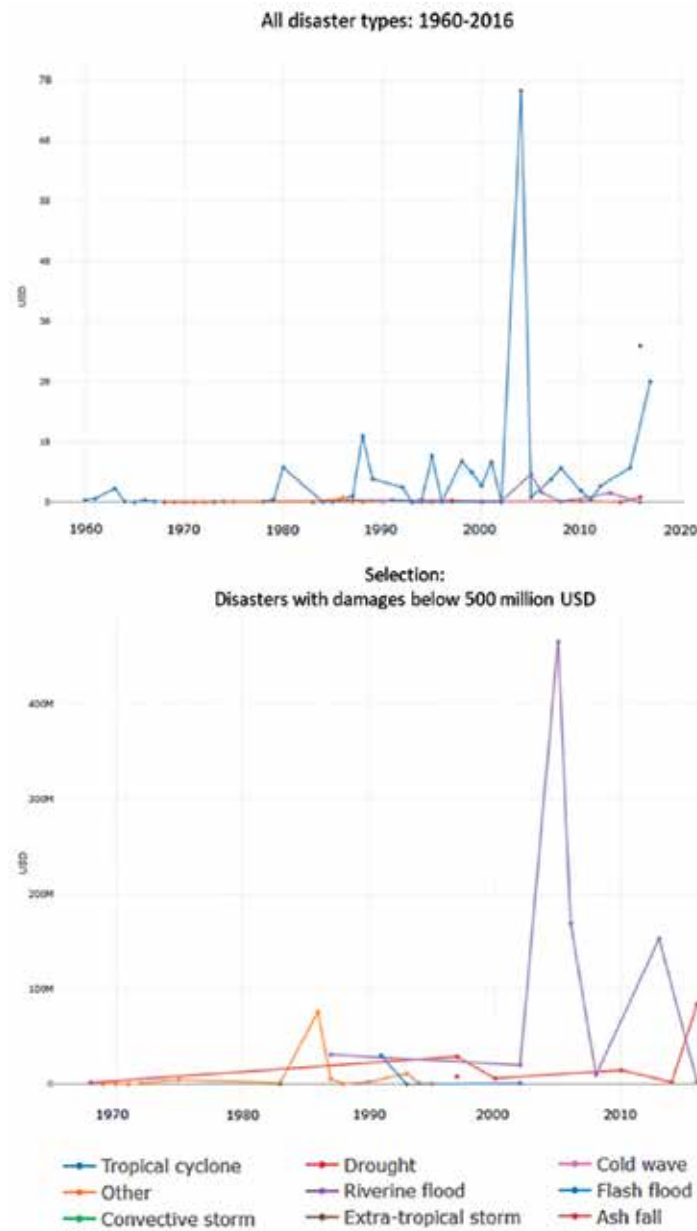 All disaster types: 1960-2016
7B
6B
5B
4B
3B
2B
1B
0
USD
1960
1970
1980
1990
2000
2010
2020
Selection:
Disasters with damages below 500 million USD
400M
300M
200M
100M
0
USD
1970
1980
1990
2000
2010
Tropical cyclone
Drought
Cold wave
Other
Riverine flood
Flash flood
Convective storm
Extra-tropical storm
Ash fall